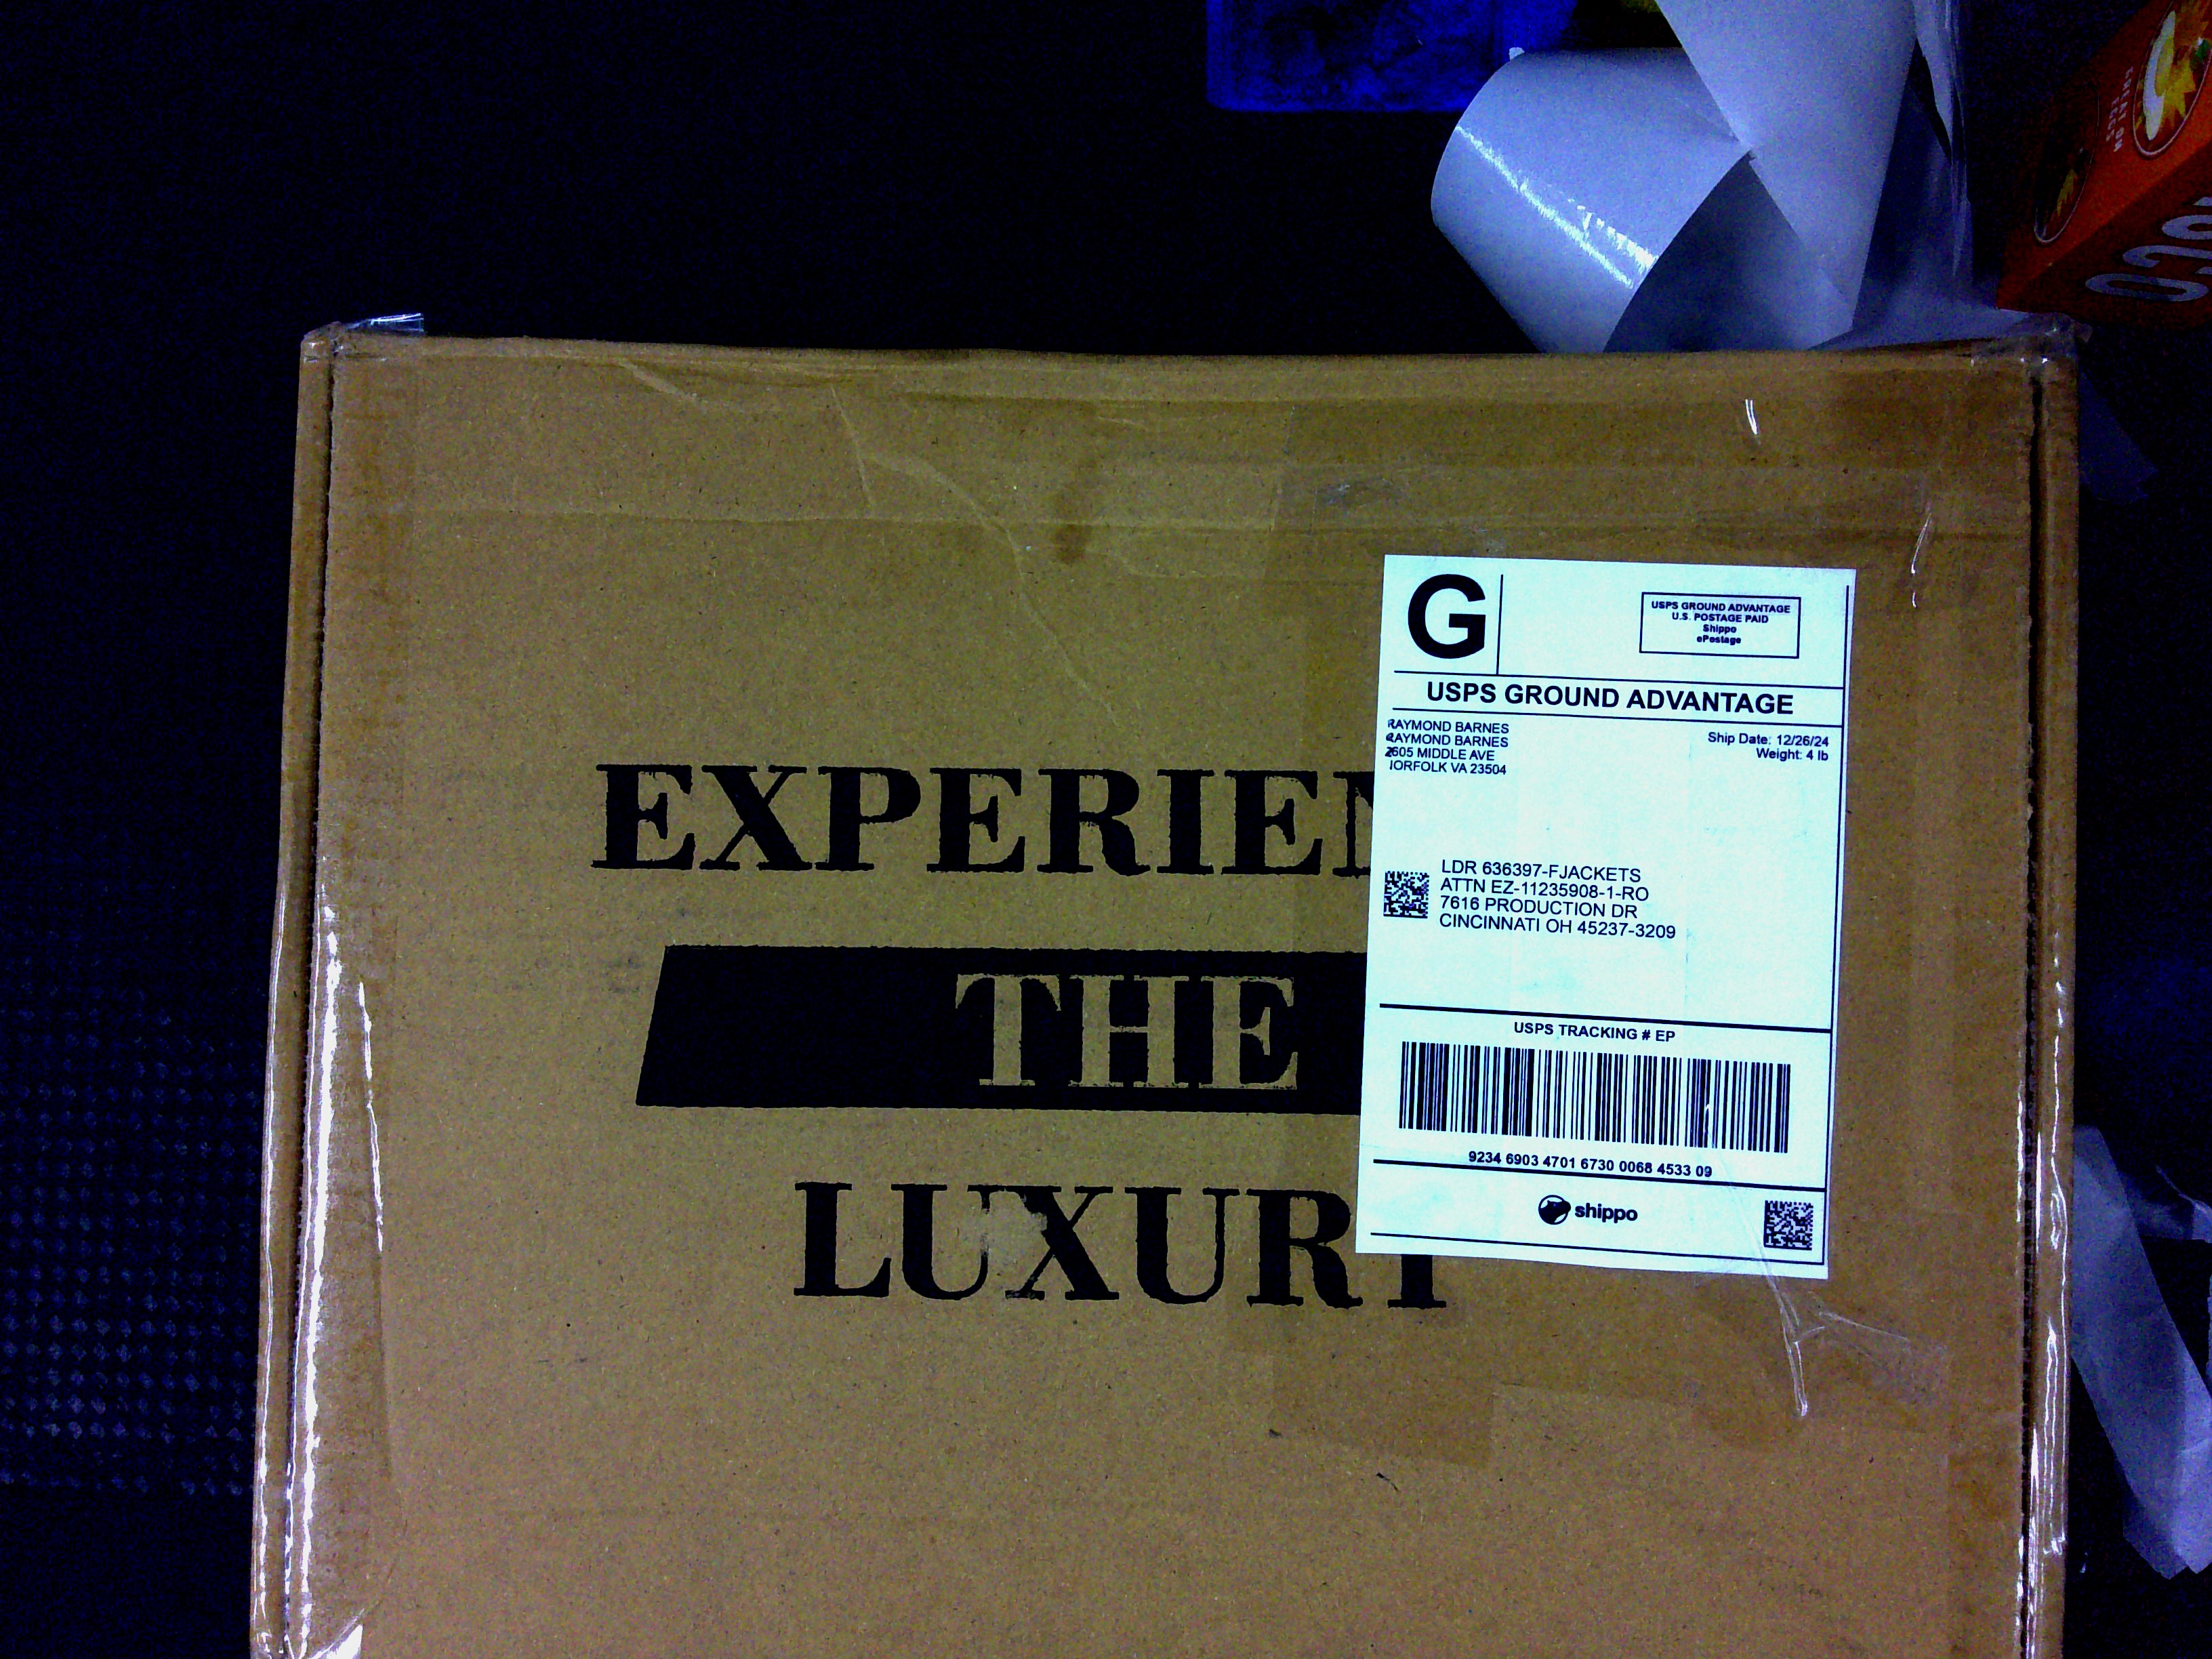 G
USPS GROUND ADVANTAGE
U.S. POSTAGE PAID
Shippo
ePostage
USPS GROUND ADVANTAGE
RAYMOND BARNES
RAYMOND BARNES
2605 MIDDLE AVE
IORFOLK VA 23504
Ship Date: 12/26/24
Weight: 4 lb
LDR 636397-FJACKETS
ATTN EZ-11235908-1-RO
7616 PRODUCTION DR
CINCINNATI OH 45237-3209
USPS TRACKING # EP
9234 6903 4701 6730 0068 4533 09
shippo
EXPERIEN
THE
LUXURY